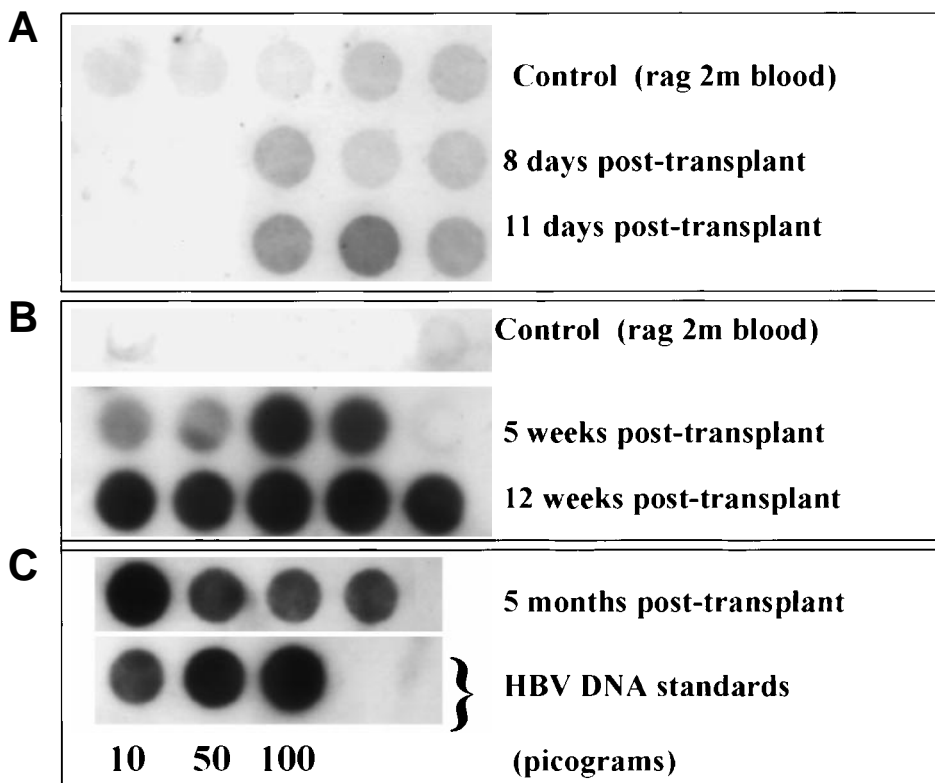 A
Control (rag 2m blood)
8 days post-transplant
11 days post-transplant
B
Control (rag 2m blood)
5 weeks post-transplant
12 weeks post-transplant
C
5 months post-transplant
} HBV DNA standards
10 50 100 (picograms)